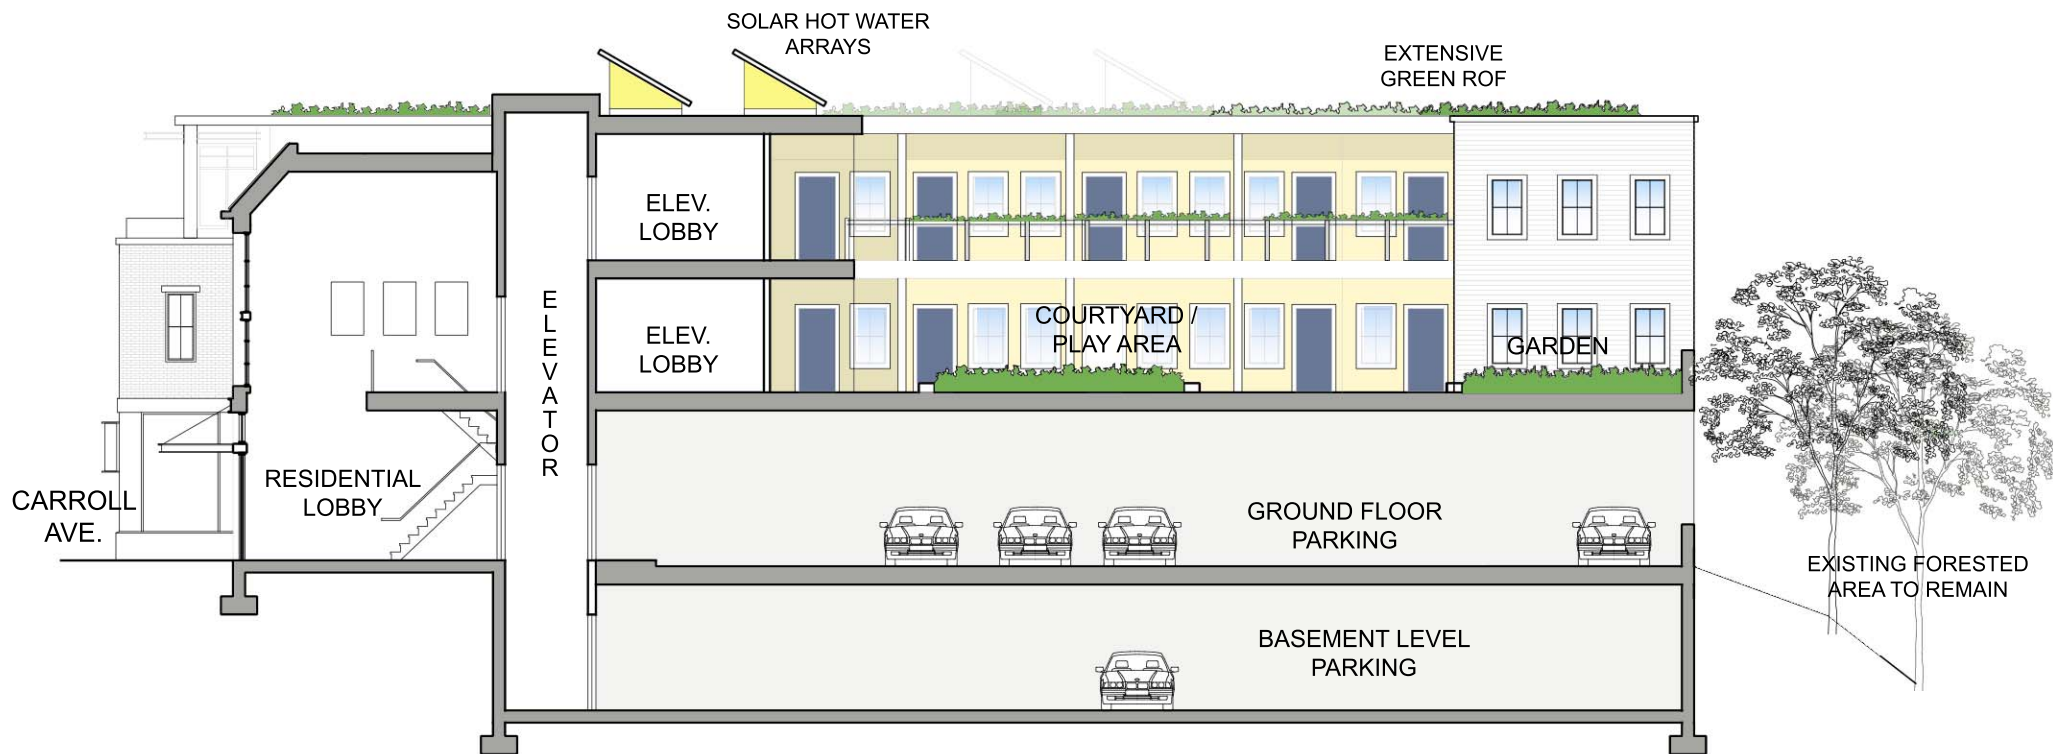 SOLAR HOT WATER
ARRAYS
EXTENSIVE
GREEN ROF
ELEV.
LOBBY
ELEVATOR
ELEV.
LOBBY
COURTYARD /
PLAY AREA
GARDEN
RESIDENTIAL
LOBBY
CARROLL
AVE.
GROUND FLOOR
PARKING
EXISTING FORESTED
AREA TO REMAIN
BASEMENT LEVEL
PARKING